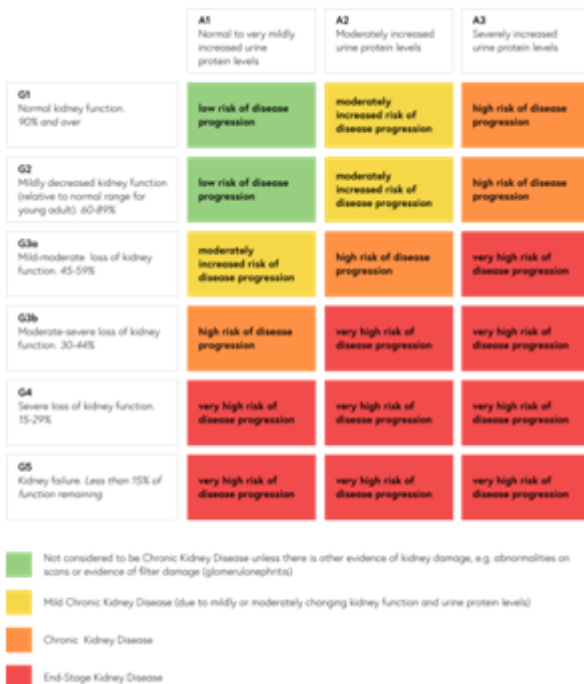 A1
Normal to very mildly
increased urine
protein levels
A2
Moderately increased
urine protein levels
A3
Severely increased
urine protein levels
G1
Normal kidney function.
90% and over
low risk of disease
progression
moderately
increased risk of
disease progression
high risk of disease
progression
G2
Mildly decreased kidney function
(relative to normal range for
young adult). 60-89%
low risk of disease
progression
moderately
increased risk of
disease progression
high risk of disease
progression
G3a
Mild-moderate loss of kidney
function. 45-59%
moderately
increased risk of
disease progression
high risk of disease
progression
very high risk of
disease progression
G3b
Moderate-severe loss of kidney
function. 30-44%
high risk of disease
progression
very high risk of
disease progression
very high risk of
disease progression
G4
Severe loss of kidney function.
15-29%
very high risk of
disease progression
very high risk of
disease progression
very high risk of
disease progression
G5
Kidney failure. Less than 15% of
function remaining
very high risk of
disease progression
very high risk of
disease progression
very high risk of
disease progression
Not considered to be Chronic Kidney Disease unless there is other evidence of kidney damage, e.g. abnormalities on
scans or evidence of filter damage (glomerulonephritis)
Mild Chronic Kidney Disease (due to mildly or moderately changing kidney function and urine protein levels)
Chronic Kidney Disease
End-Stage Kidney Disease